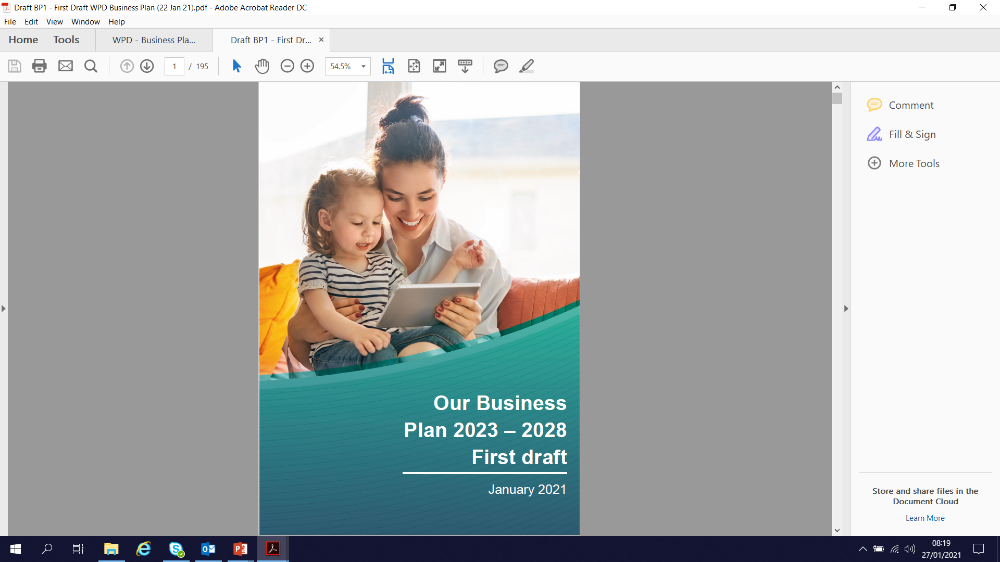 Draft BP1 - First Draft WPD Business Plan (22 Jan 21).pdf - Adobe Acrobat Reader DC
File Edit View Window Help
Home Tools WPD - Business Pla... Draft BP1 - First Dr... ×
1 / 195 54.5%
Comment
Fill & Sign
More Tools
Our Business
Plan 2023 – 2028
First draft
January 2021
Store and share files in the
Document Cloud
Learn More
08:19
27/01/2021